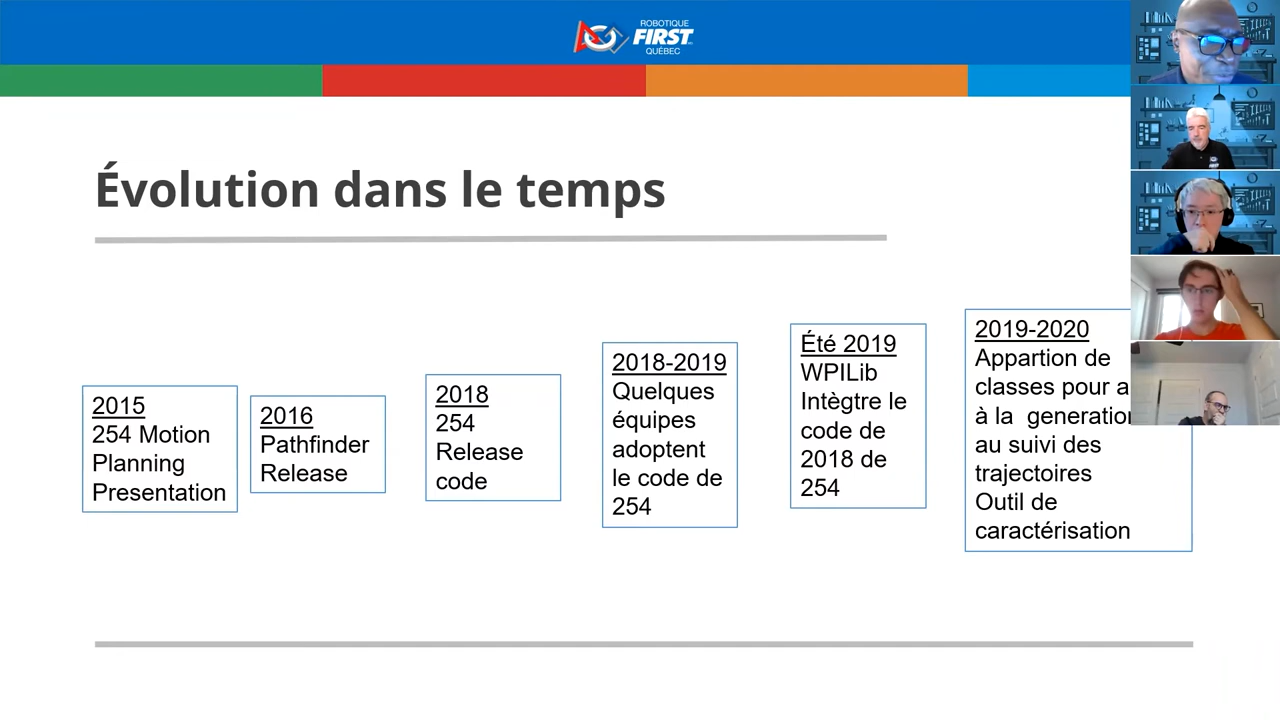 ROBOTIQUE
FIRST
QUÉBEC
Évolution dans le temps
2015
254 Motion
Planning
Presentation
2016
Pathfinder
Release
2018
254
Release
code
2018-2019
Quelques
équipes
adoptent
le code de
254
Été 2019
WPILib
Intègtre le
code de
2018 de
254
2019-2020
Appartion de
classes pour a
à la generation
au suivi des
trajectoires
Outil de
caractérisation